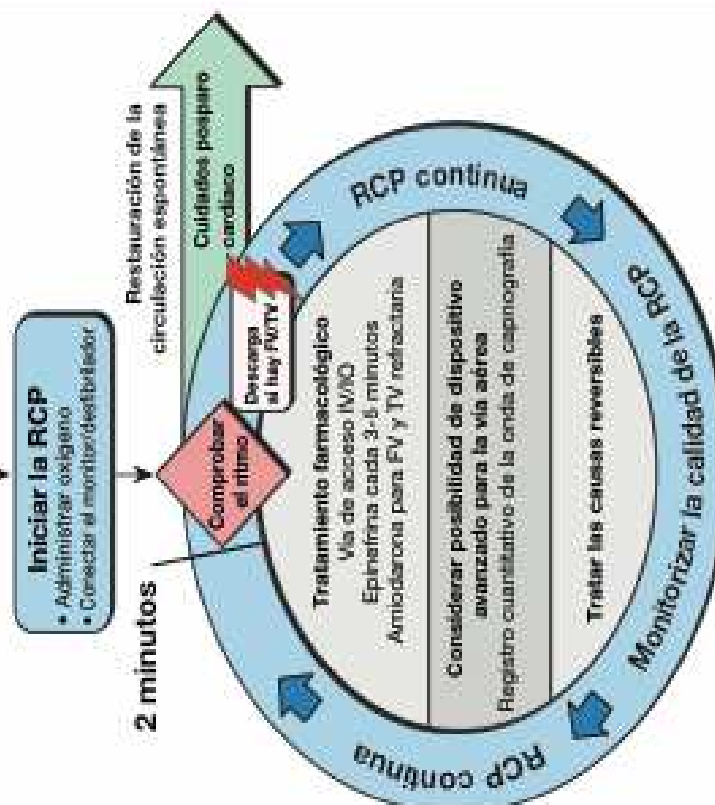 Iniciar la RCP
• Administrar oxígeno
• Conectar el monitor/desfibrilador
2 minutos
Comprobar
el ritmo
Restauración de la
circulación espontánea
Cuidados posparo
cardíaco
Descarga
si hay FV/TV
RCP continua
Tratamiento farmacológico
Vía de acceso IV/IO
Epinefrina cada 3-5 minutos
Amiodarona para FV y TV refractaria
Considerar posibilidad de dispositivo
avanzado para la vía aérea
Registro cuantitativo de la onda de capnografía
Tratar las causas reversibles
RCP continua
Monitorizar la calidad de la RCP